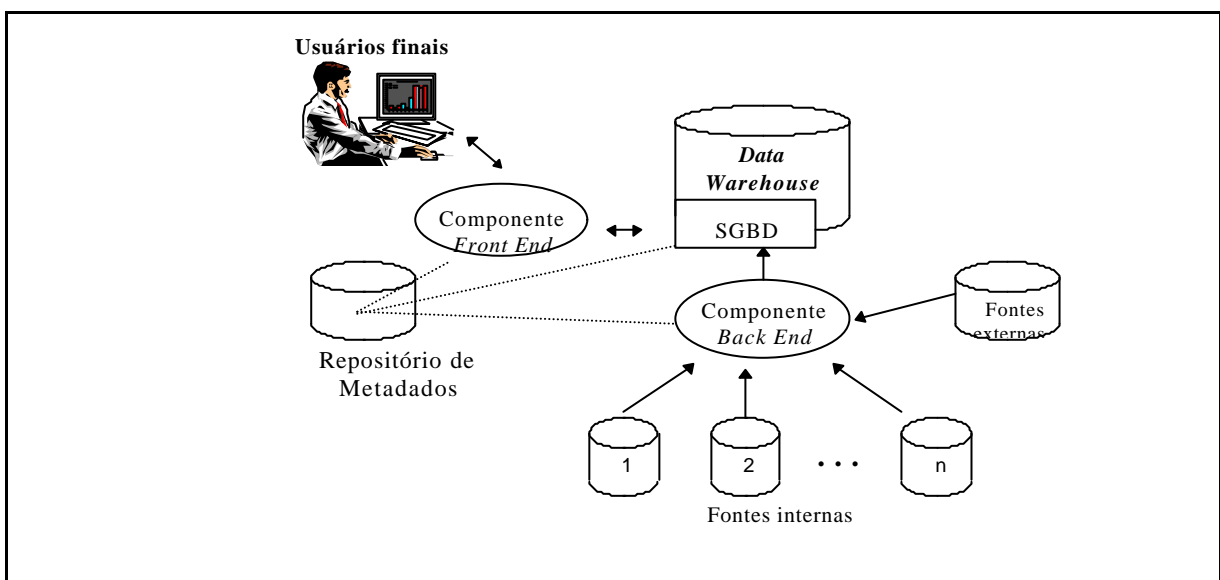 Usuários finais
Data
Warehouse
SGBD
Componente
Front End
Componente
Back End
Fontes
externas
Repositório de
Metadados
1
2
. . .
n
Fontes internas